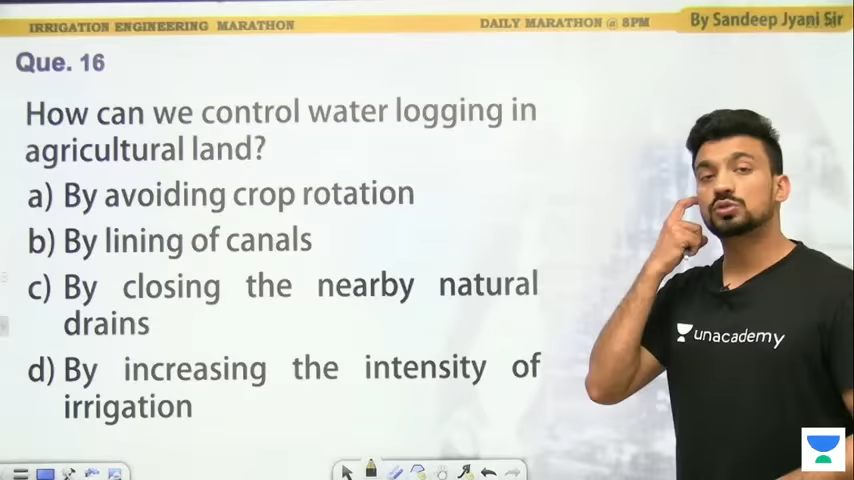 IRRIGATION ENGINEERING MARATHON
DAILY MARATHON @ 8PM
By Sandeep Jyani Sir
Que. 16
How can we control water logging in
agricultural land?
a) By avoiding crop rotation
b) By lining of canals
c) By closing the nearby natural
drains
d) By increasing the intensity of
irrigation
unacademy